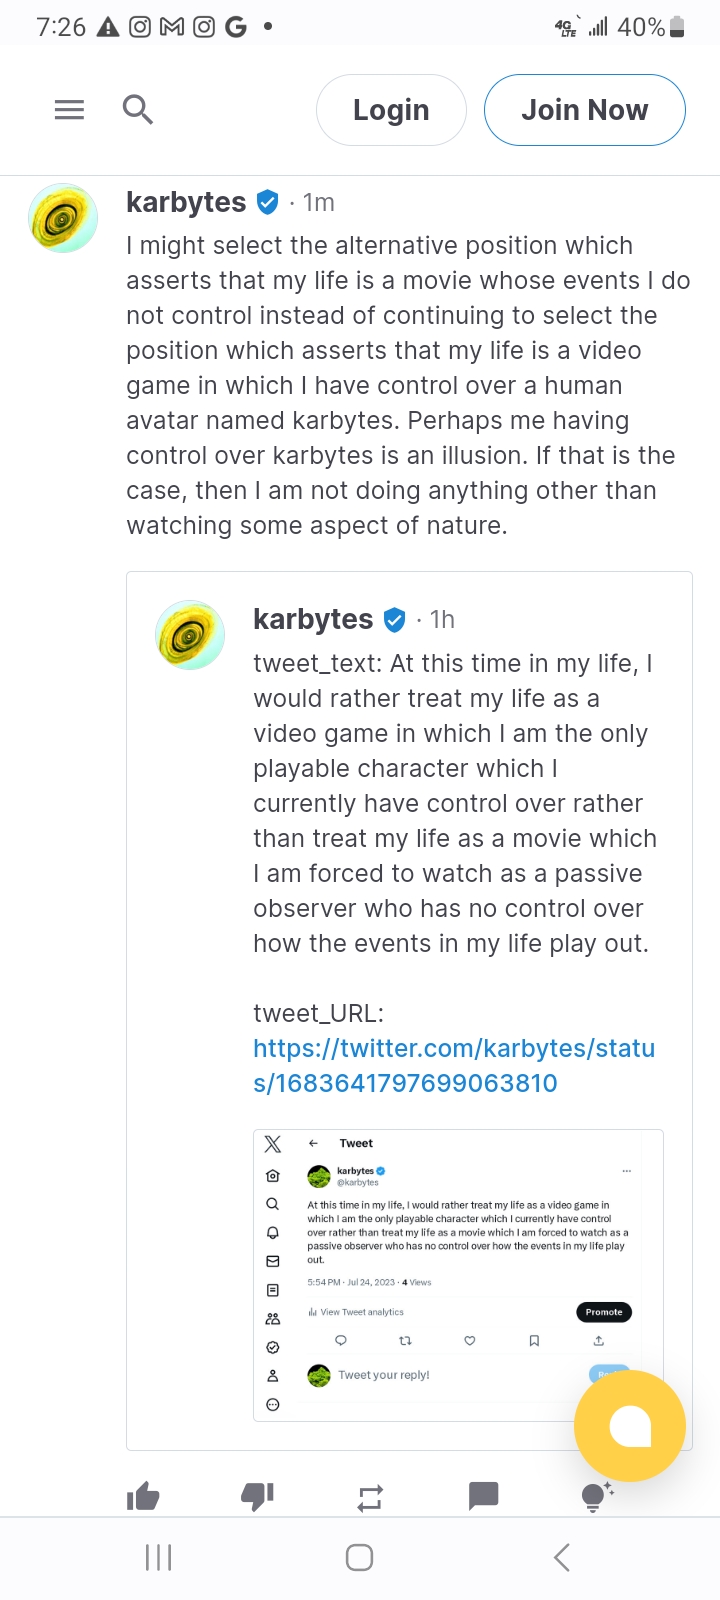 7:26
4G LTE 40%
Login Join Now
karbytes · 1m
I might select the alternative position which
asserts that my life is a movie whose events I do
not control instead of continuing to select the
position which asserts that my life is a video
game in which I have control over a human
avatar named karbytes. Perhaps me having
control over karbytes is an illusion. If that is the
case, then I am not doing anything other than
watching some aspect of nature.
karbytes · 1h
tweet_text: At this time in my life, I
would rather treat my life as a
video game in which I am the only
playable character which I
currently have control over rather
than treat my life as a movie which
I am forced to watch as a passive
observer who has no control over
how the events in my life play out.
tweet_URL:
https://twitter.com/karbytes/statu
s/1683641797699063810
Tweet
karbytes
@karbytes
At this time in my life, I would rather treat my life as a video game in
which I am the only playable character which I currently have control
over rather than treat my life as a movie which I am forced to watch as a
passive observer who has no control over how the events in my life play
out.
5:54 PM · Jul 24, 2023 · 4 Views
View Tweet analytics
Promote
Tweet your reply!